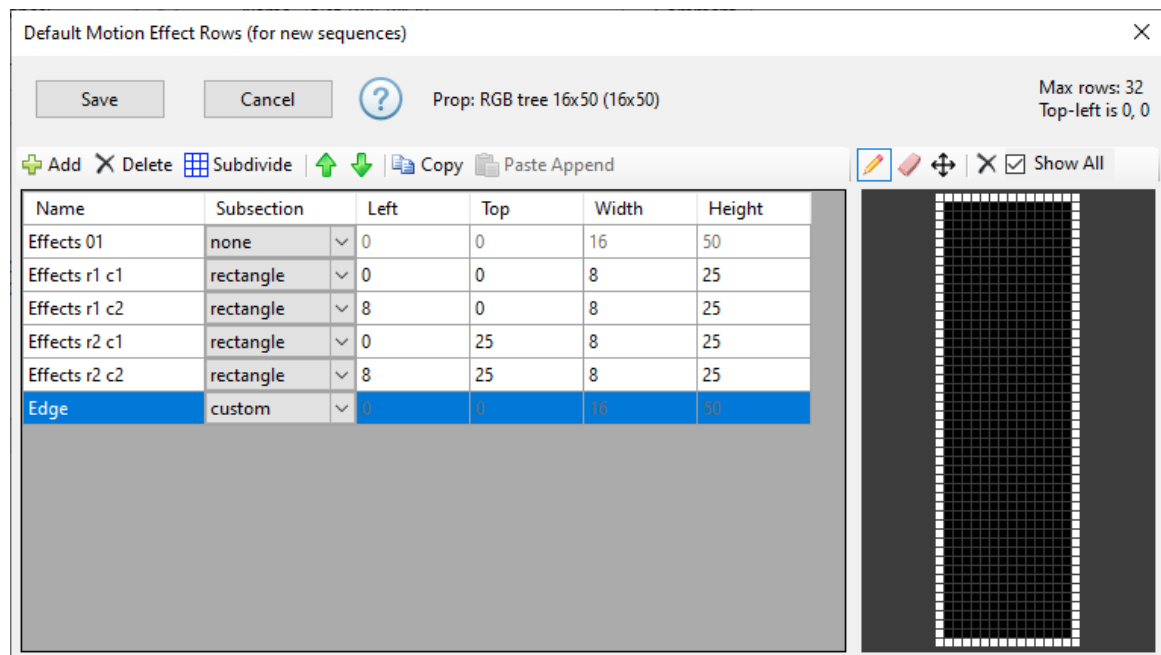 Default Motion Effect Rows (for new sequences)
Save Cancel ? Prop: RGB tree 16x50 (16x50) Max rows: 32
Top-left is 0, 0
Add Delete Subdivide Copy Paste Append Show All
Name Subsection Left Top Width Height
Effects 01 none 0 0 16 50
Effects r1 c1 rectangle 0 0 8 25
Effects r1 c2 rectangle 8 0 8 25
Effects r2 c1 rectangle 0 25 8 25
Effects r2 c2 rectangle 8 25 8 25
Edge custom 0 0 16 50